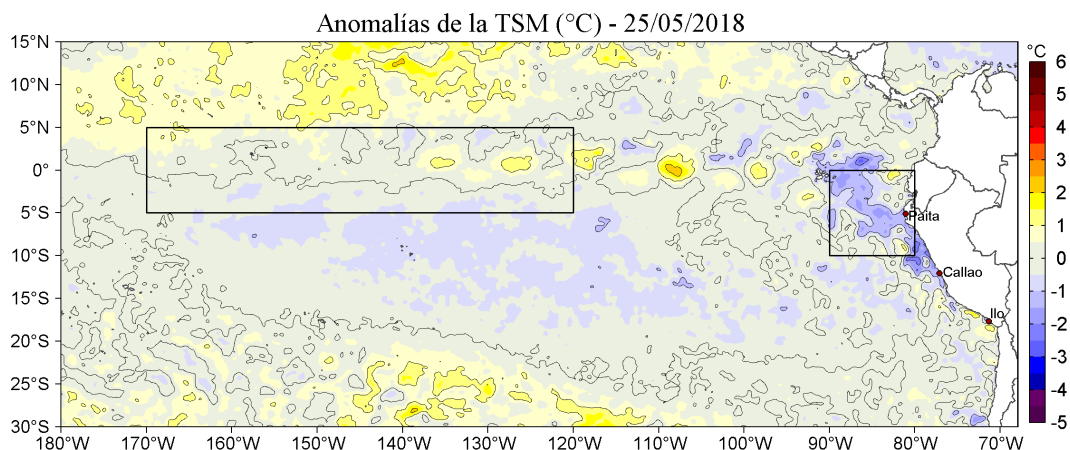 Anomalías de la TSM (°C) - 25/05/2018
15°N
10°N
5°N
0°
5°S
10°S
15°S
20°S
25°S
30°S
180°W
170°W
160°W
150°W
140°W
130°W
120°W
110°W
100°W
90°W
80°W
70°W
Paita
Callao
Ilo
°C
6
5
4
3
2
1
0
-1
-2
-3
-4
-5